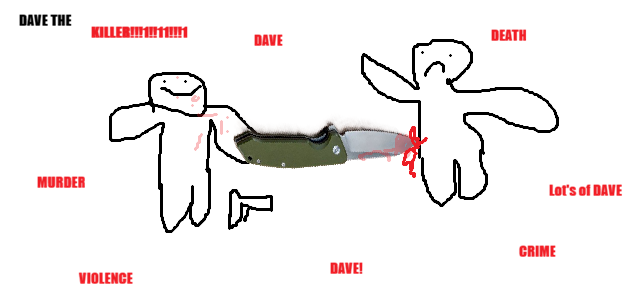 DAVE THE
KILLER!!!1!!11!!!1
DAVE
DEATH
MURDER
Lot's of DAVE
CRIME
DAVE!
VIOLENCE